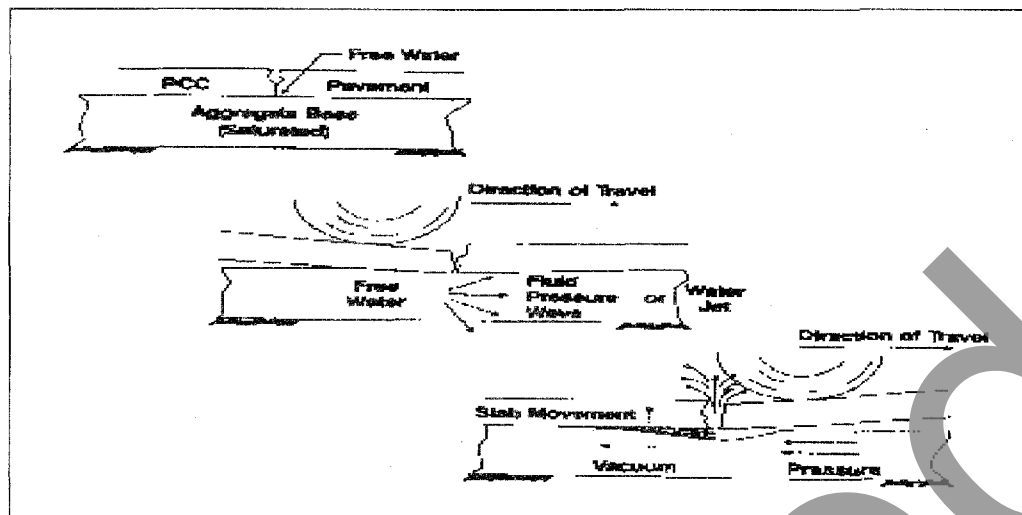 Free Water
PCC Pavement
Aggregate Base
(Saturated)
Direction of Travel
Free
Water
Fluid
Pressure or
Wave
Water
Jet
Direction of Travel
Slab Movement
Vacuum
Pressure